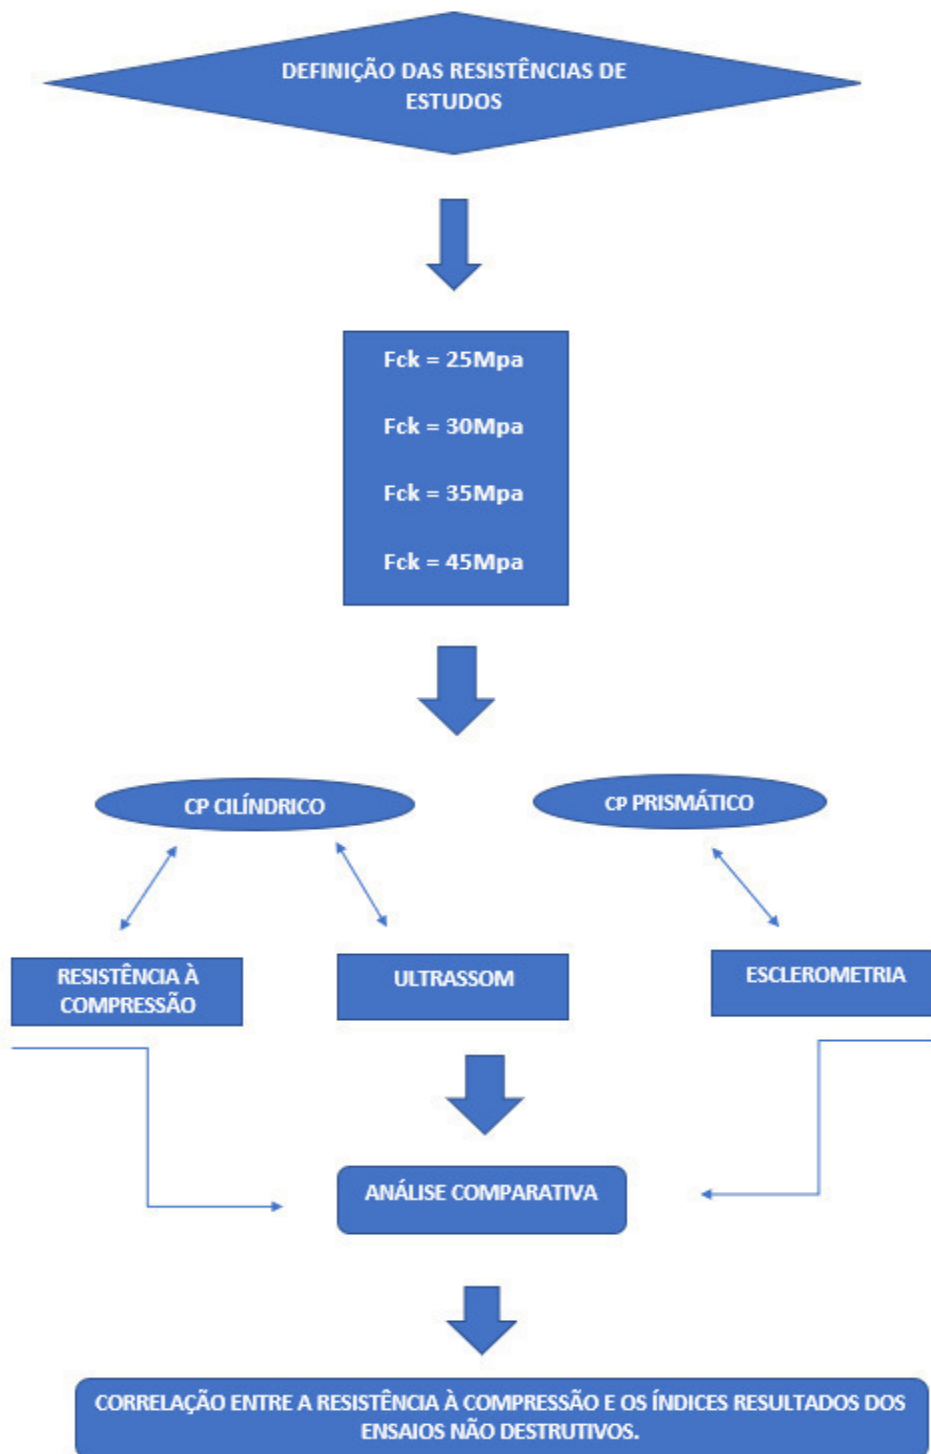 DEFINIÇÃO DAS RESISTÊNCIAS DE
ESTUDOS
Fck = 25Mpa
Fck = 30Mpa
Fck = 35Mpa
Fck = 45Mpa
CP CILÍNDRICO
CP PRISMÁTICO
RESISTÊNCIA À
COMPRESSÃO
ULTRASSOM
ESCLEROMETRIA
ANÁLISE COMPARATIVA
CORRELAÇÃO ENTRE A RESISTÊNCIA À COMPRESSÃO E OS ÍNDICES RESULTADOS DOS
ENSAIOS NÃO DESTRUTIVOS.